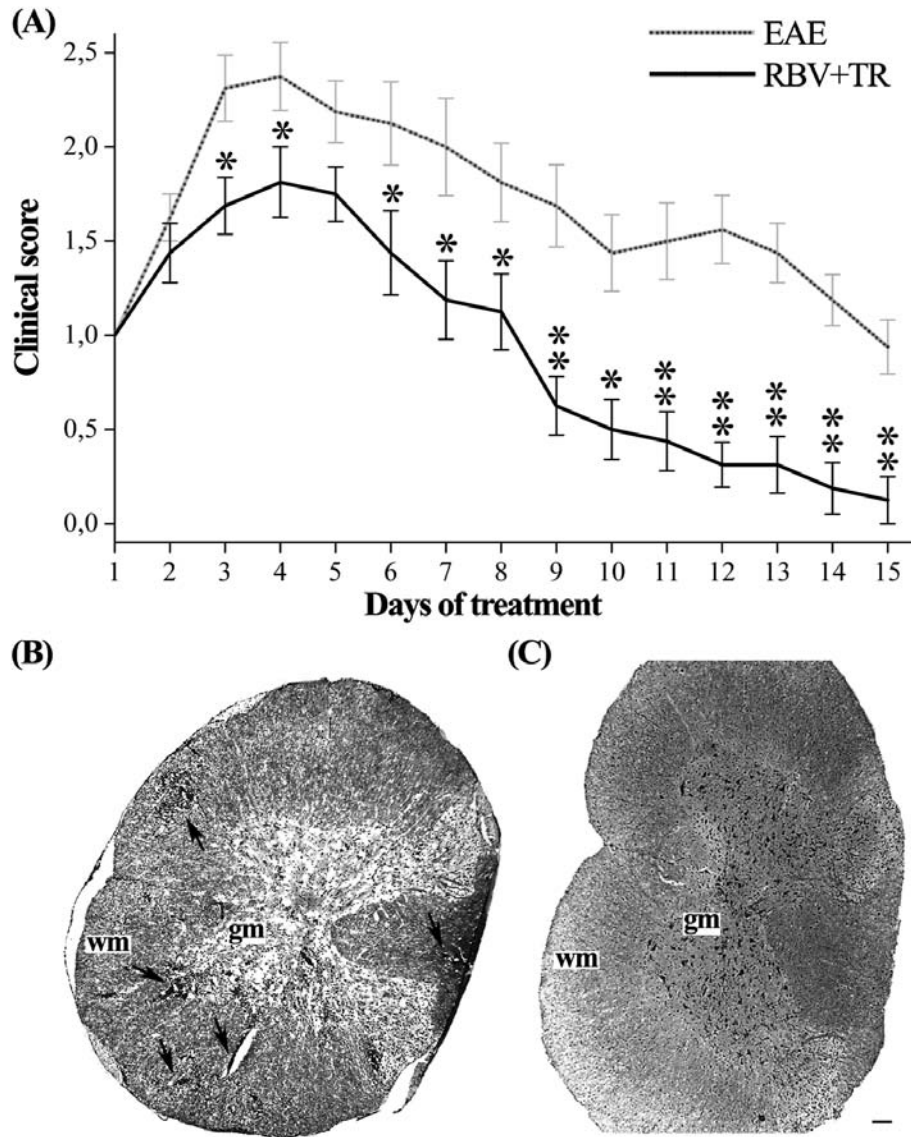 (A)
EAE
RBV+TR
Clinical score
2,5
2,0
1,5
1,0
0,5
0,0
* * * * * ** * ** ** ** ** **
1 2 3 4 5 6 7 8 9 10 11 12 13 14 15
Days of treatment
(B)
wm
gm
(C)
wm
gm